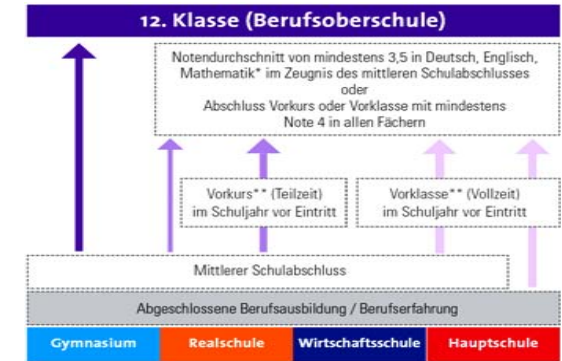 12. Klasse (Berufsoberschule)
Notendurchschnitt von mindestens 3,5 in Deutsch, Englisch,
Mathematik* im Zeugnis des mittleren Schulabschlusses
oder
Abschluss Vorkurs oder Vorklasse mit mindestens
Note 4 in allen Fächern
Vorkurs** (Teilzeit)
im Schuljahr vor Eintritt
Vorklasse** (Vollzeit)
im Schuljahr vor Eintritt
Mittlerer Schulabschluss
Abgeschlossene Berufsausbildung / Berufserfahrung
Gymnasium
Realschule
Wirtschaftsschule
Hauptschule